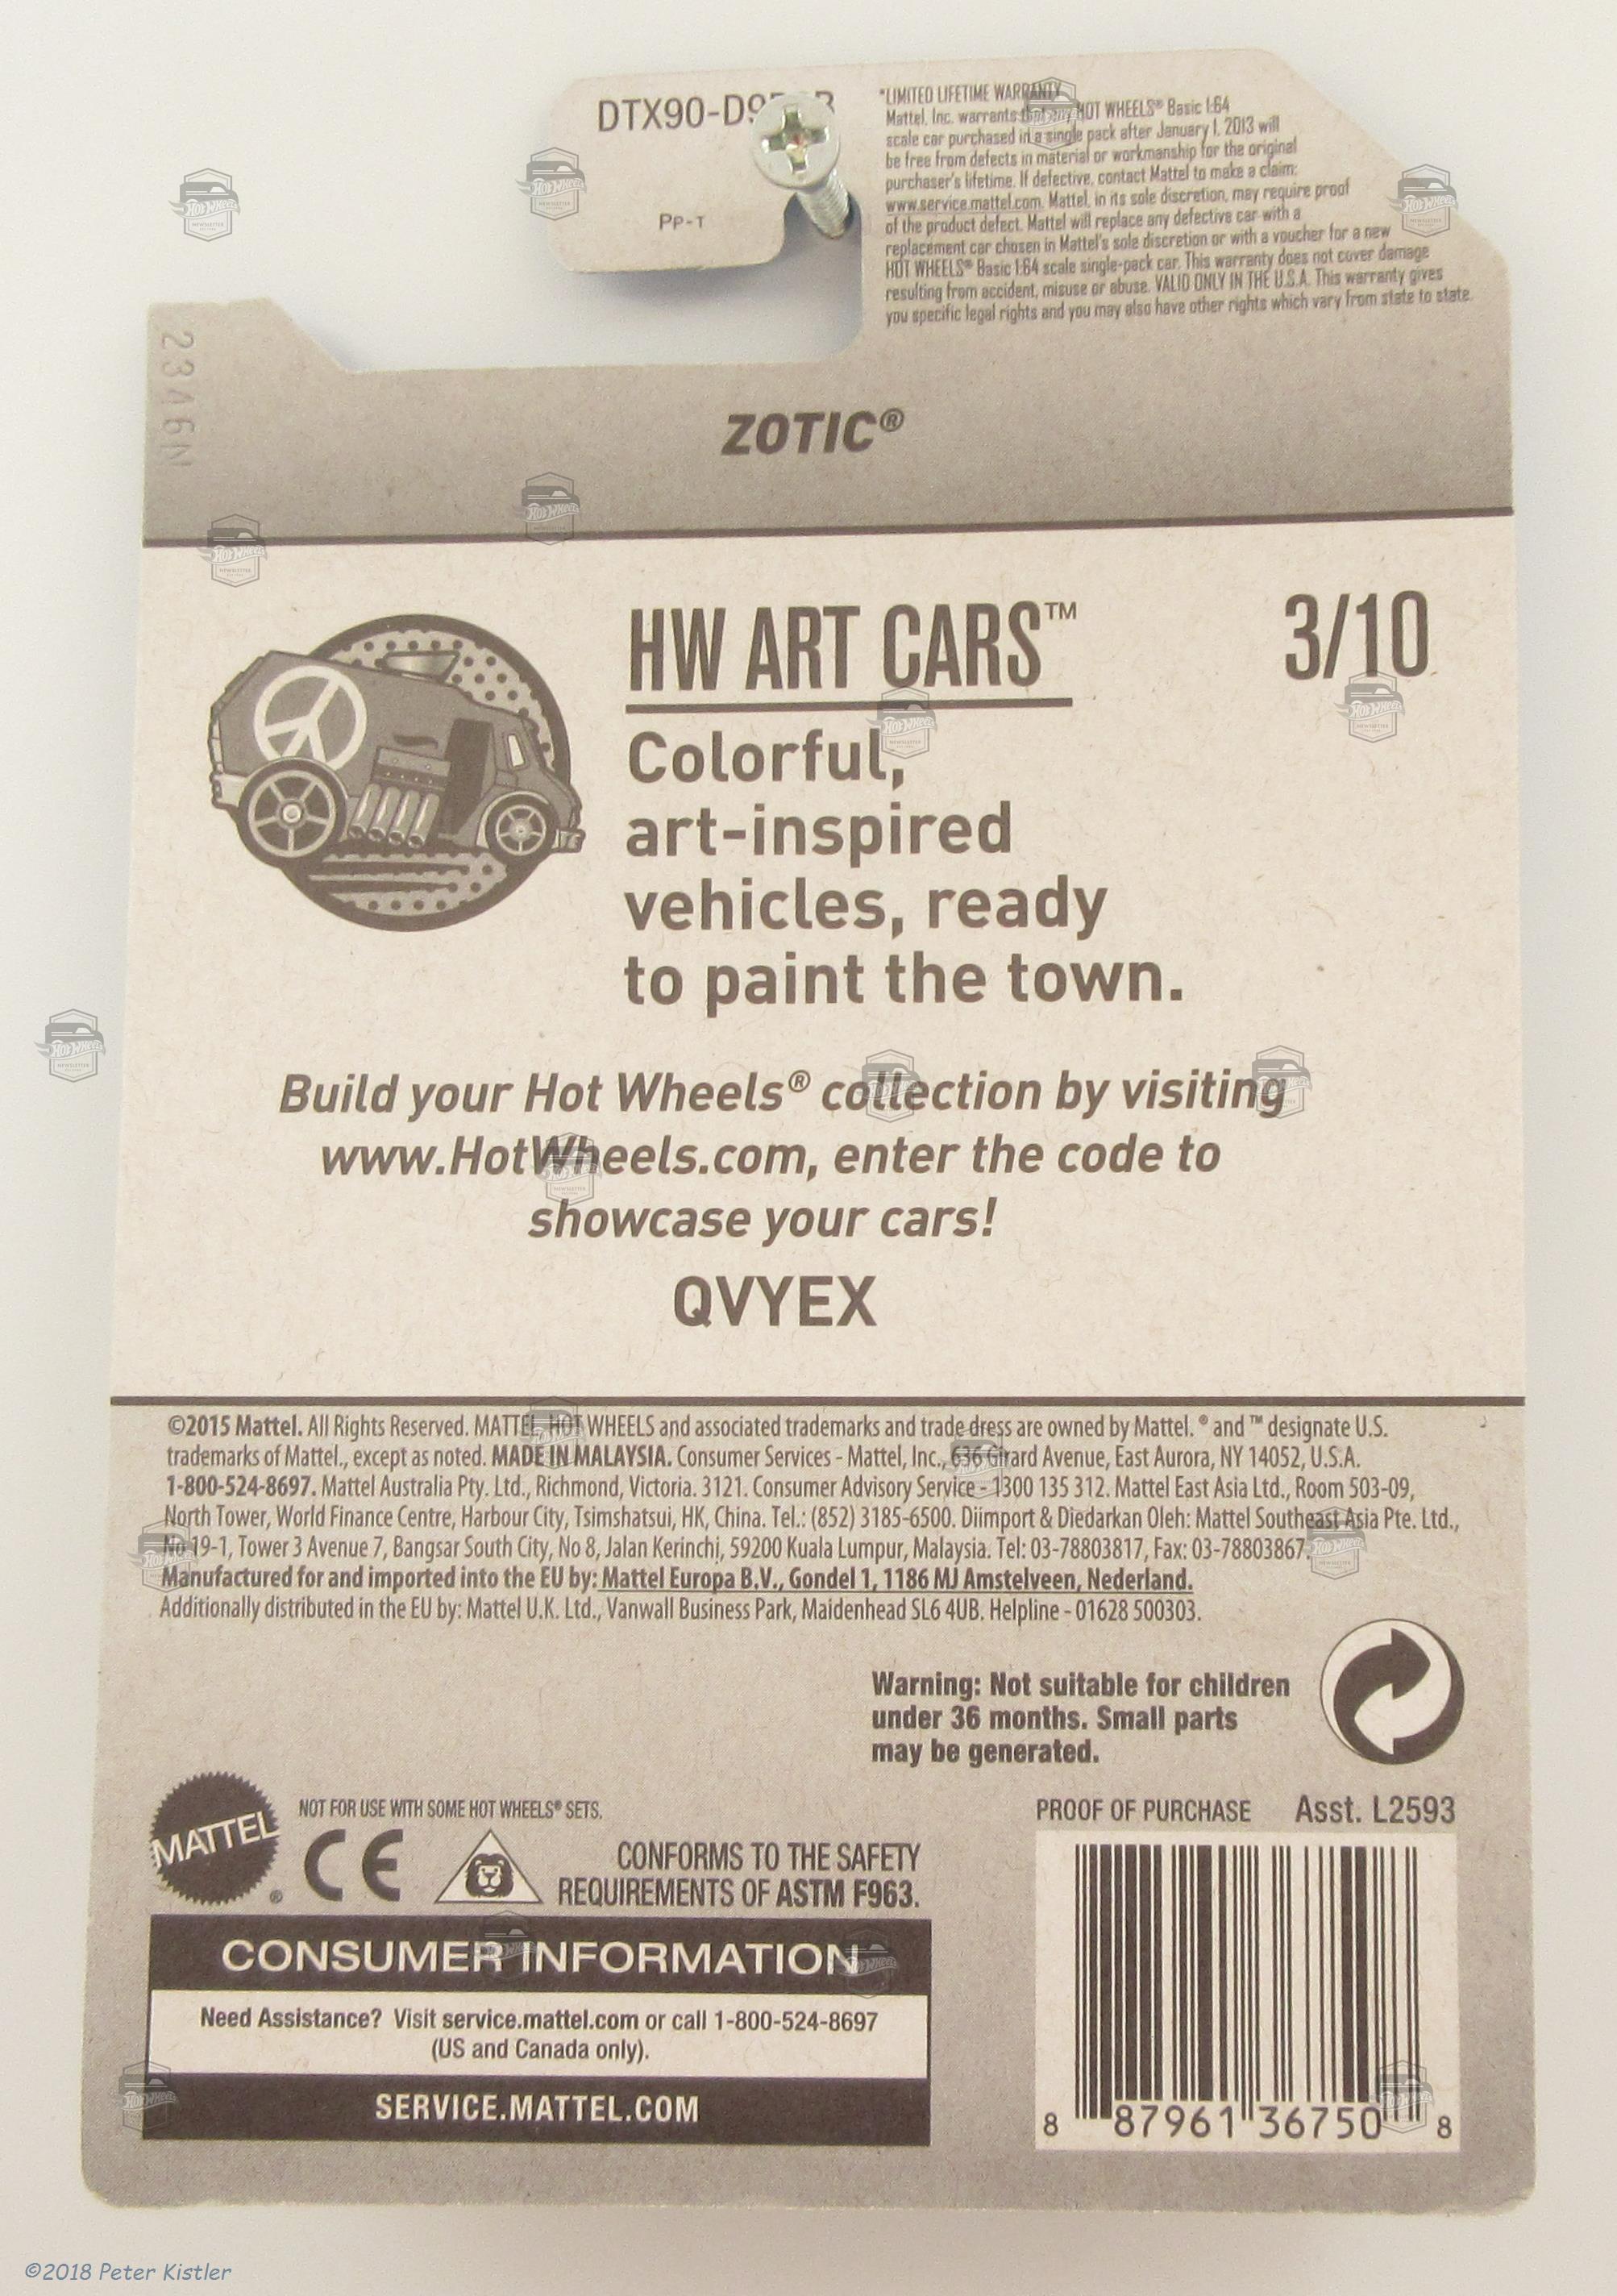 DTX90-D9
Pp-T
*LIMITED LIFETIME WARRANTY
Mattel, Inc. warrants that any HOT WHEELS® Basic 1:64
scale car purchased in a single pack after January 1, 2013 will
be free from defects in material or workmanship for the original
purchaser's lifetime. If defective, contact Mattel to make a claim:
www.service.mattel.com. Mattel, in its sole discretion, may require proof
of the product defect. Mattel will replace any defective car with a
replacement car chosen in Mattel's sole discretion or with a voucher for a new
HOT WHEELS® Basic 1:64 scale single-pack car. This warranty does not cover damage
resulting from accident, misuse or abuse. VALID ONLY IN THE U.S.A. This warranty gives
you specific legal rights and you may also have other rights which vary from state to state.
2346N
ZOTIC®
HW ART CARS™
3/10
Colorful,
art-inspired
vehicles, ready
to paint the town.
Build your Hot Wheels® collection by visiting
www.HotWheels.com, enter the code to
showcase your cars!
QVYEX
©2015 Mattel. All Rights Reserved. MATTEL, HOT WHEELS and associated trademarks and trade dress are owned by Mattel. ® and ™ designate U.S.
trademarks of Mattel., except as noted. MADE IN MALAYSIA. Consumer Services - Mattel, Inc., 636 Girard Avenue, East Aurora, NY 14052, U.S.A.
1-800-524-8697. Mattel Australia Pty. Ltd., Richmond, Victoria. 3121. Consumer Advisory Service - 1300 135 312. Mattel East Asia Ltd., Room 503-09,
North Tower, World Finance Centre, Harbour City, Tsimshatsui, HK, China. Tel.: (852) 3185-6500. Diimport & Diedarkan Oleh: Mattel Southeast Asia Pte. Ltd.,
No 19-1, Tower 3 Avenue 7, Bangsar South City, No 8, Jalan Kerinchi, 59200 Kuala Lumpur, Malaysia. Tel: 03-78803817, Fax: 03-78803867.
Manufactured for and imported into the EU by: Mattel Europa B.V., Gondel 1, 1186 MJ Amstelveen, Nederland.
Additionally distributed in the EU by: Mattel U.K. Ltd., Vanwall Business Park, Maidenhead SL6 4UB. Helpline - 01628 500303.
Warning: Not suitable for children
under 36 months. Small parts
may be generated.
MATTEL®
NOT FOR USE WITH SOME HOT WHEELS® SETS.
CE
CONFORMS TO THE SAFETY
REQUIREMENTS OF ASTM F963.
PROOF OF PURCHASE Asst. L2593
CONSUMER INFORMATION
Need Assistance? Visit service.mattel.com or call 1-800-524-8697
(US and Canada only).
SERVICE.MATTEL.COM
8 87961 36750 8
©2018 Peter Kistler